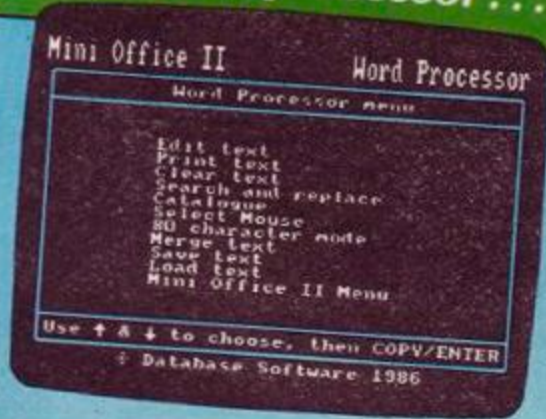 Mini Office II Word Processor
Word Processor menu
Edit text
Print text
Clear text
Search and replace
Catalogue
Select Mouse
80 character mode
Merge text
Save text
Load text
Mini Office II Menu
Use ↑ & ↓ to choose, then COPY/ENTER
Database Software 1986